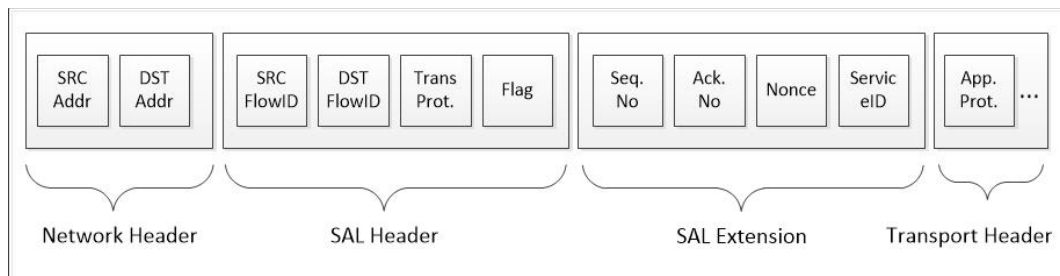 SRC Addr
DST Addr
SRC FlowID
DST FlowID
Trans Prot.
Flag
Seq. No
Ack. No
Nonce
Servic eID
App. Prot.
...
Network Header
SAL Header
SAL Extension
Transport Header